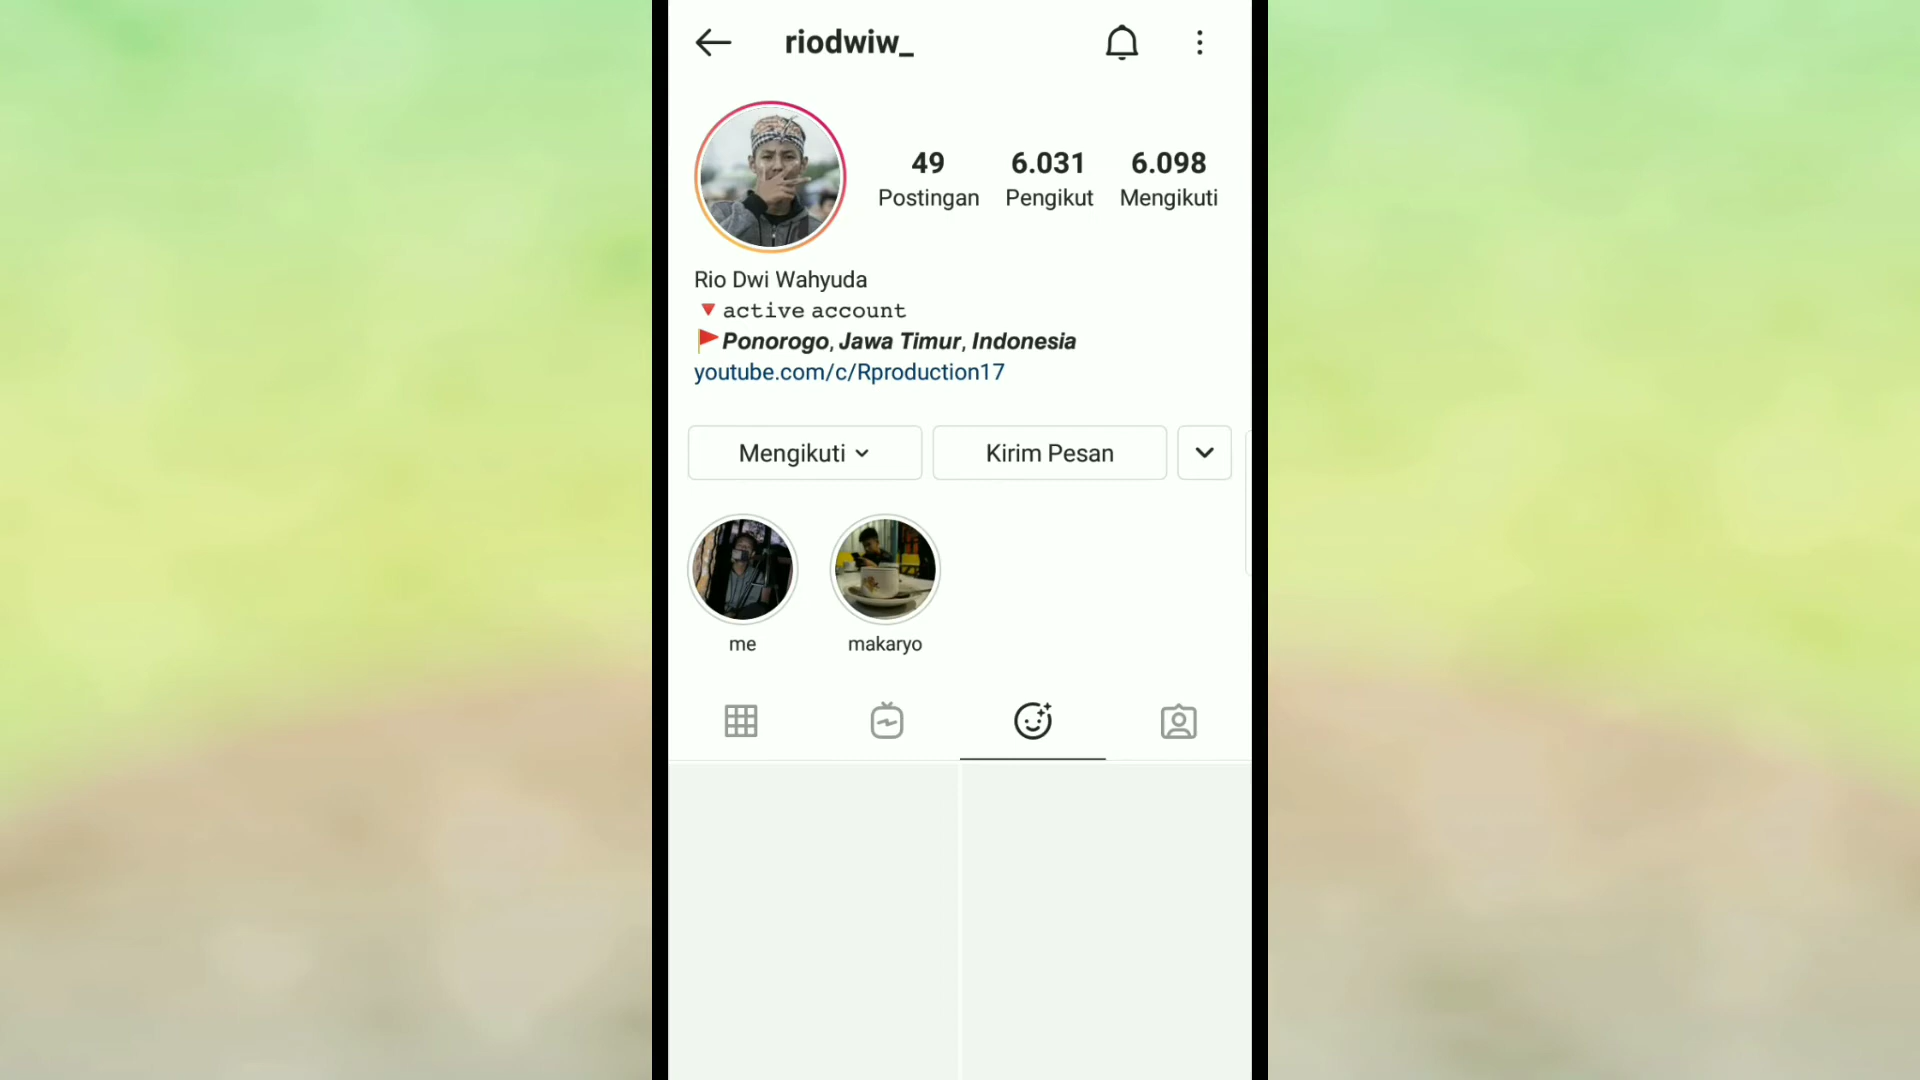 riodwiw_
49 6.031 6.098
Postingan Pengikut Mengikuti
Rio Dwi Wahyuda
🔻active account
🚩Ponorogo, Jawa Timur, Indonesia
youtube.com/c/Rproduction17
Mengikuti Kirim Pesan
me makaryo